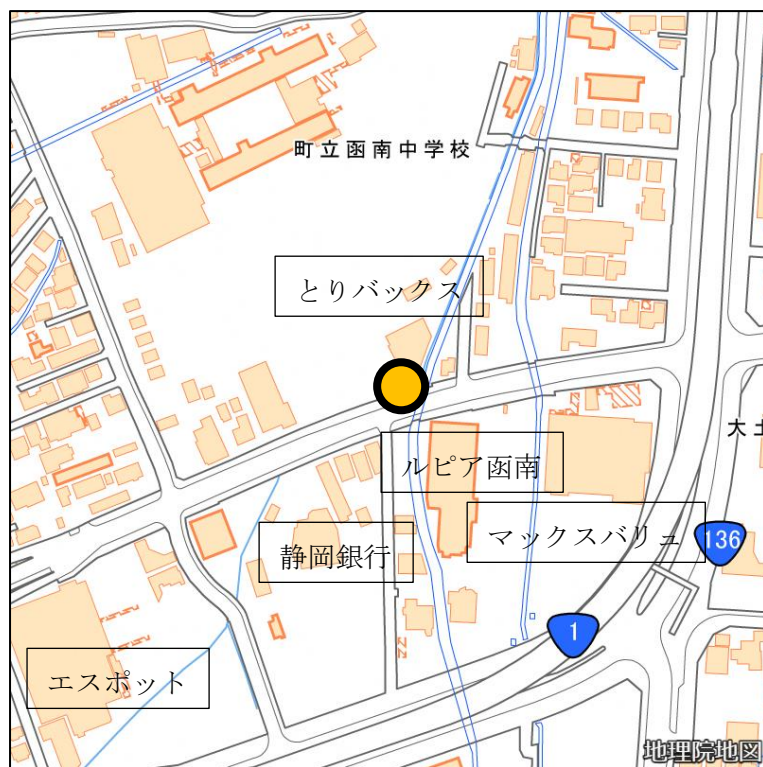 町立函南中学校
とりバックス
大土
ルピア函南
マックスバリュ
静岡銀行
136
1
エスポット
地理院地図